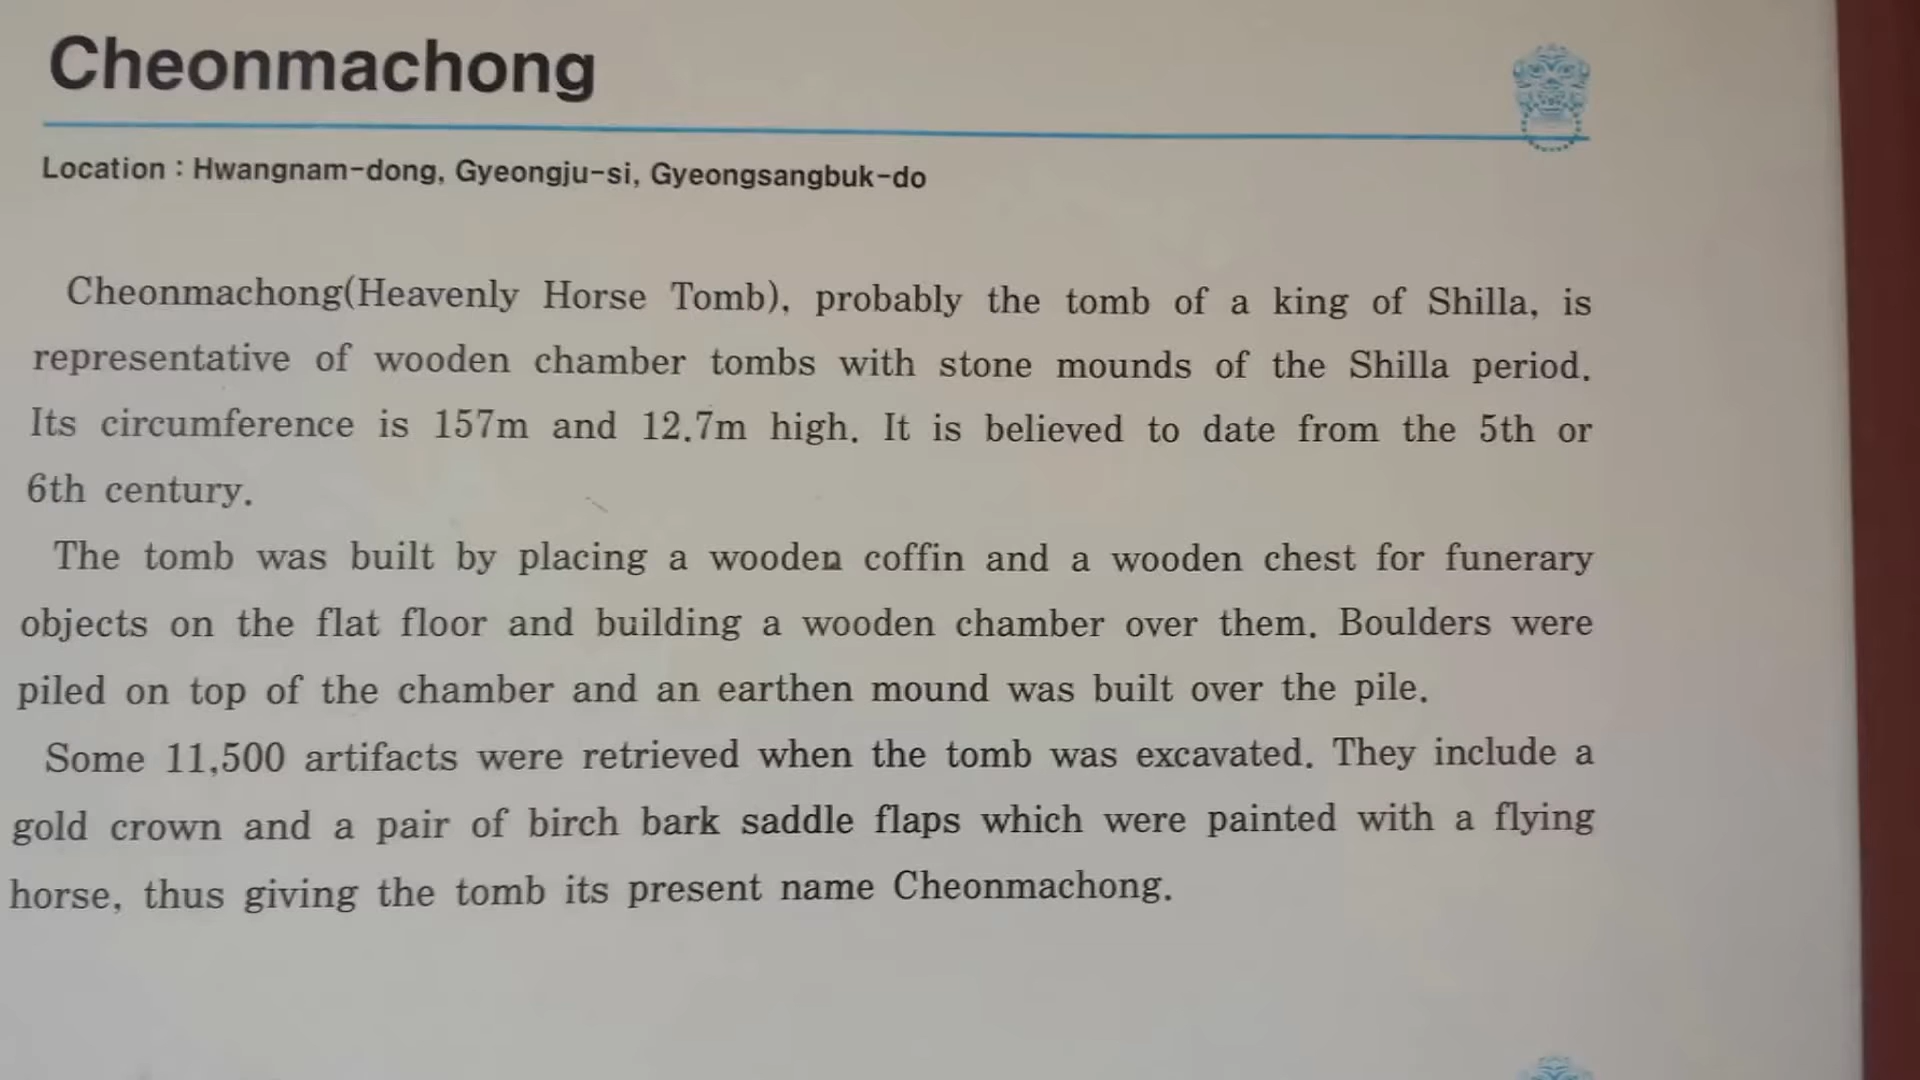 Cheonmachong
Location : Hwangnam-dong, Gyeongju-si, Gyeongsangbuk-do
Cheonmachong(Heavenly Horse Tomb), probably the tomb of a king of Shilla, is
representative of wooden chamber tombs with stone mounds of the Shilla period.
Its circumference is 157m and 12.7m high. It is believed to date from the 5th or
6th century.
The tomb was built by placing a wooden coffin and a wooden chest for funerary
objects on the flat floor and building a wooden chamber over them. Boulders were
piled on top of the chamber and an earthen mound was built over the pile.
Some 11,500 artifacts were retrieved when the tomb was excavated. They include a
gold crown and a pair of birch bark saddle flaps which were painted with a flying
horse, thus giving the tomb its present name Cheonmachong.